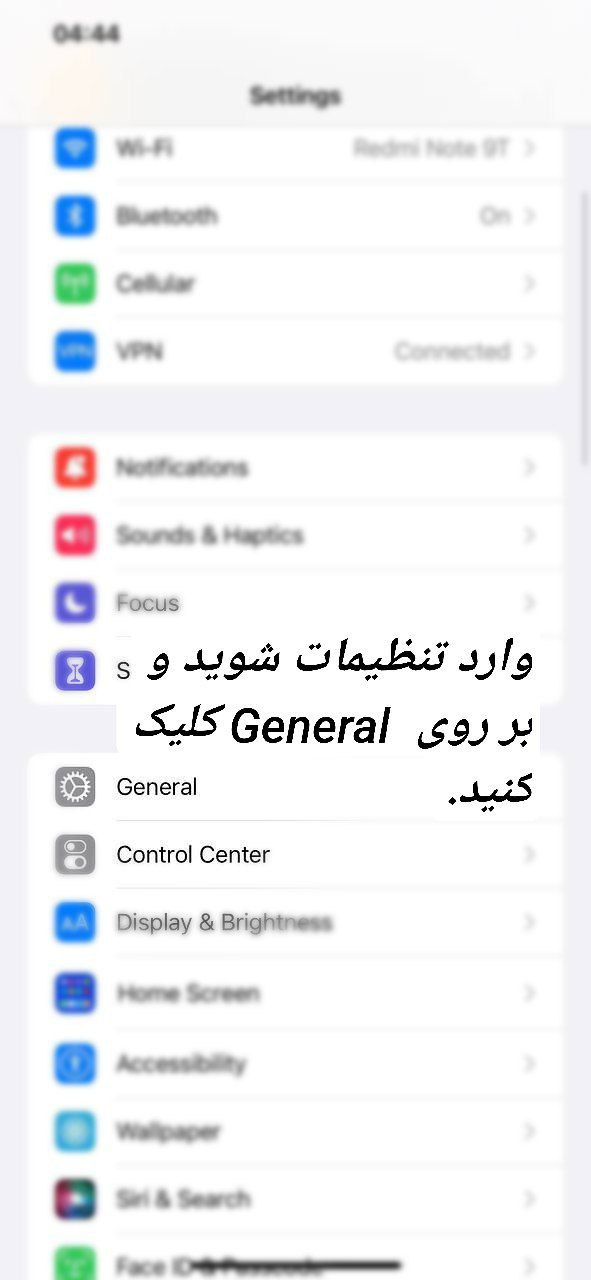 04:44
Settings
Wi-Fi Redmi Note 9T
Bluetooth On
Cellular
VPN Connected
Notifications
Sounds & Haptics
Focus
S
وارد تنظیمات شوید و
بر روی General کلیک
کنید.
General
Control Center
Display & Brightness
Home Screen
Accessibility
Wallpaper
Siri & Search
Face ID & Passcode